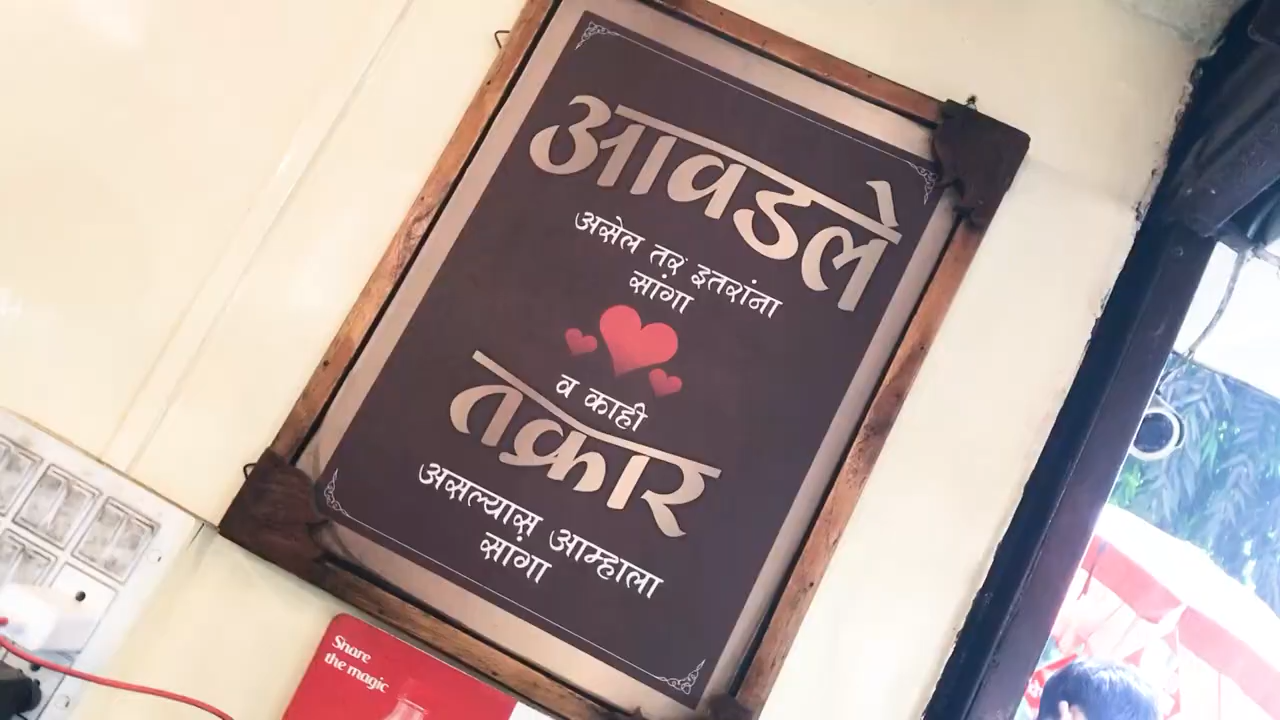 आवडले
असेल तर इतरांना
सांगा
व काही
तक्रार
असल्यास आम्हाला
सांगा
Share
the magic